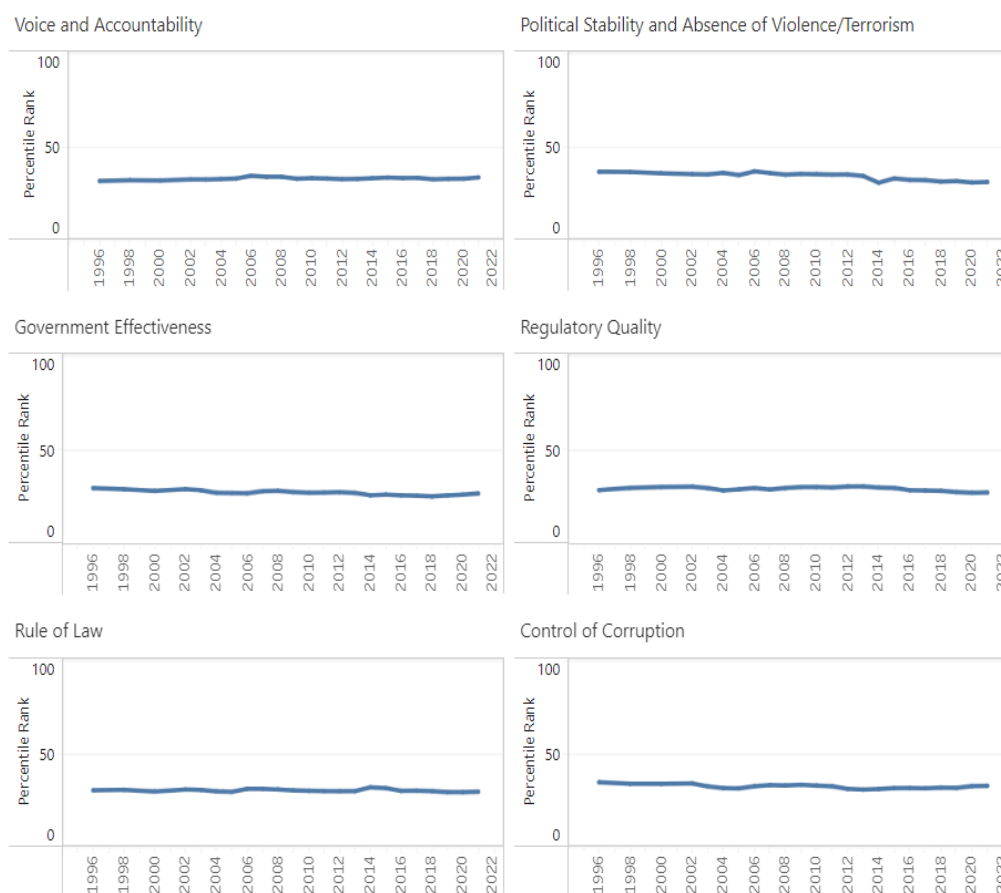 Voice and Accountability
100
50
0
Percentile Rank
1996 1998 2000 2002 2004 2006 2008 2010 2012 2014 2016 2018 2020 2022
Political Stability and Absence of Violence/Terrorism
100
50
0
Percentile Rank
1996 1998 2000 2002 2004 2006 2008 2010 2012 2014 2016 2018 2020 2022
Government Effectiveness
100
50
0
Percentile Rank
1996 1998 2000 2002 2004 2006 2008 2010 2012 2014 2016 2018 2020 2022
Regulatory Quality
100
50
0
Percentile Rank
1996 1998 2000 2002 2004 2006 2008 2010 2012 2014 2016 2018 2020 2022
Rule of Law
100
50
0
Percentile Rank
1996 1998 2000 2002 2004 2006 2008 2010 2012 2014 2016 2018 2020 2022
Control of Corruption
100
50
0
Percentile Rank
1996 1998 2000 2002 2004 2006 2008 2010 2012 2014 2016 2018 2020 2022